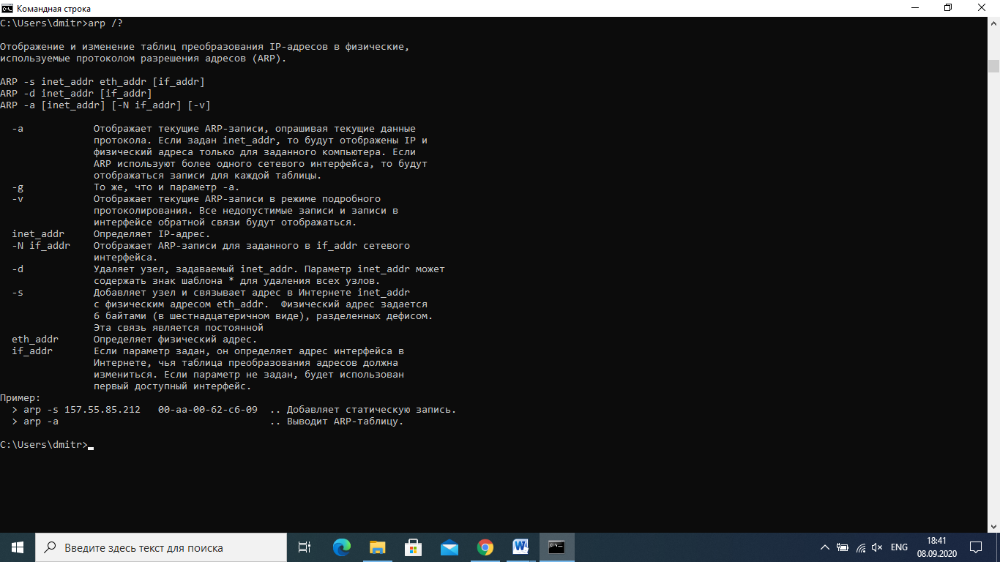 Командная строка
C:\Users\dmitr>arp /?
Отображение и изменение таблиц преобразования IP-адресов в физические,
используемые протоколом разрешения адресов (ARP).
ARP -s inet_addr eth_addr [if_addr]
ARP -d inet_addr [if_addr]
ARP -a [inet_addr] [-N if_addr] [-v]
-a Отображает текущие ARP-записи, опрашивая текущие данные
протокола. Если задан inet_addr, то будут отображены IP и
физический адреса только для заданного компьютера. Если
ARP используют более одного сетевого интерфейса, то будут
отображаться записи для каждой таблицы.
-g То же, что и параметр -a.
-v Отображает текущие ARP-записи в режиме подробного
протоколирования. Все недопустимые записи и записи в
интерфейсе обратной связи будут отображаться.
inet_addr Определяет IP-адрес.
-N if_addr Отображает ARP-записи для заданного в if_addr сетевого
интерфейса.
-d Удаляет узел, задаваемый inet_addr. Параметр inet_addr может
содержать знак шаблона * для удаления всех узлов.
-s Добавляет узел и связывает адрес в Интернете inet_addr
с физическим адресом eth_addr. Физический адрес задается
6 байтами (в шестнадцатеричном виде), разделенных дефисом.
Эта связь является постоянной
eth_addr Определяет физический адрес.
if_addr Если параметр задан, он определяет адрес интерфейса в
Интернете, чья таблица преобразования адресов должна
измениться. Если параметр не задан, будет использован
первый доступный интерфейс.
Пример:
> arp -s 157.55.85.212 00-aa-00-62-c6-09 .. Добавляет статическую запись.
> arp -a .. Выводит ARP-таблицу.
C:\Users\dmitr>
Введите здесь текст для поиска
ENG
18:41
08.09.2020